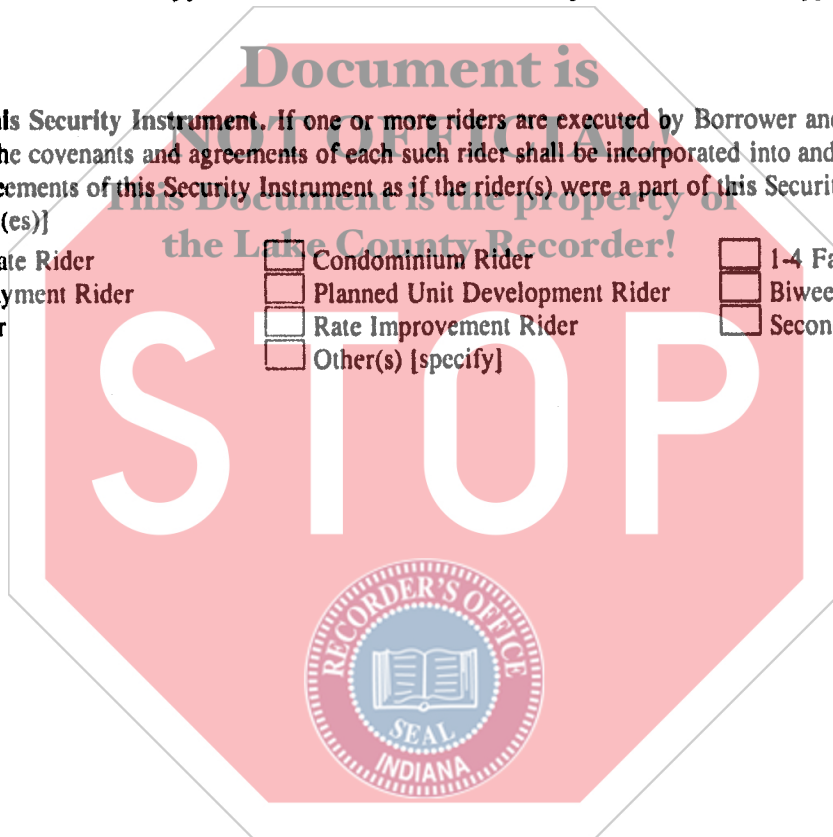 Document is
is Security Instrument. If one or more riders are executed by Borrower and
NOT OFFICIAL!
he covenants and agreements of each such rider shall be incorporated into and
eements of this Security Instrument as if the rider(s) were a part of this Securit
This Document is the property of
(es)]
the Lake County Recorder!
ate Rider Condominium Rider 1-4 Fa
yment Rider Planned Unit Development Rider Biwee
r Rate Improvement Rider Secon
Other(s) [specify]
STOP
RECORDER'S OFFICE
SEAL
INDIANA